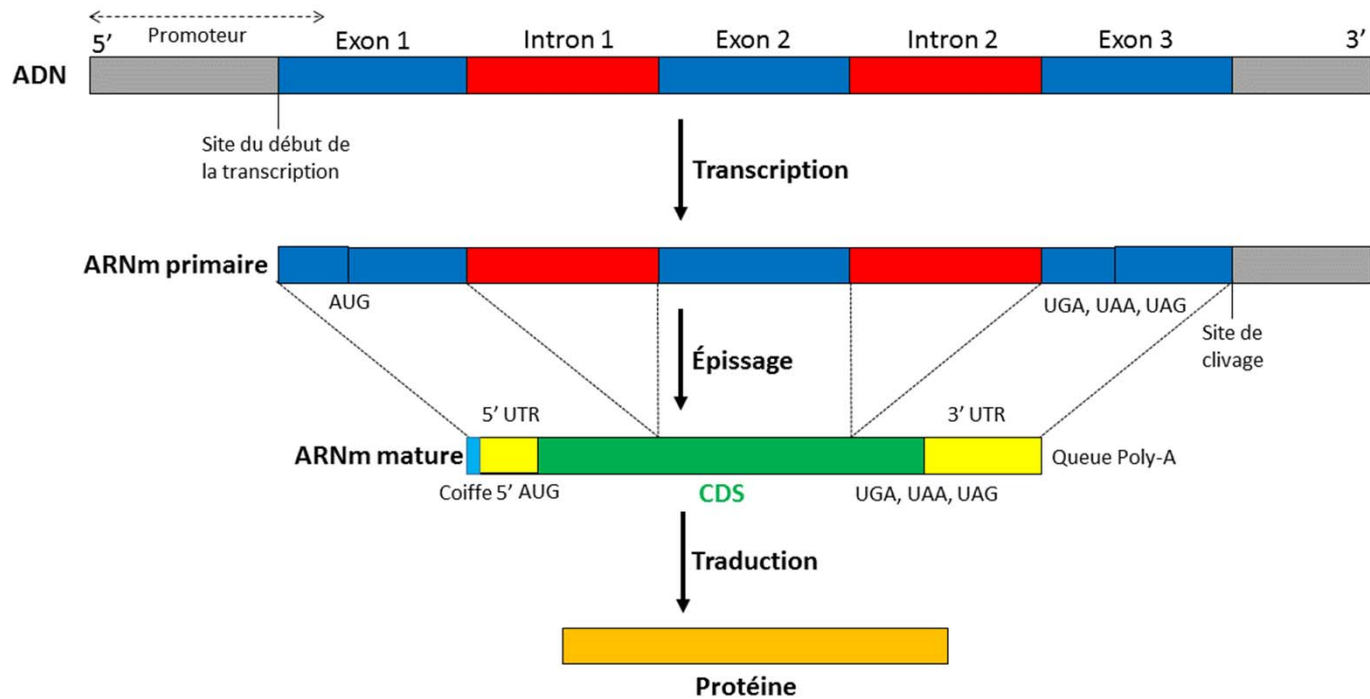 5’ Promoteur Exon 1 Intron 1 Exon 2 Intron 2 Exon 3 3’
ADN
Site du début de
la transcription
Transcription
ARNm primaire
AUG
UGA, UAA, UAG
Site de
clivage
Épissage
5’ UTR
3’ UTR
ARNm mature
Queue Poly-A
Coiffe 5’ AUG
CDS
UGA, UAA, UAG
Traduction
Protéine